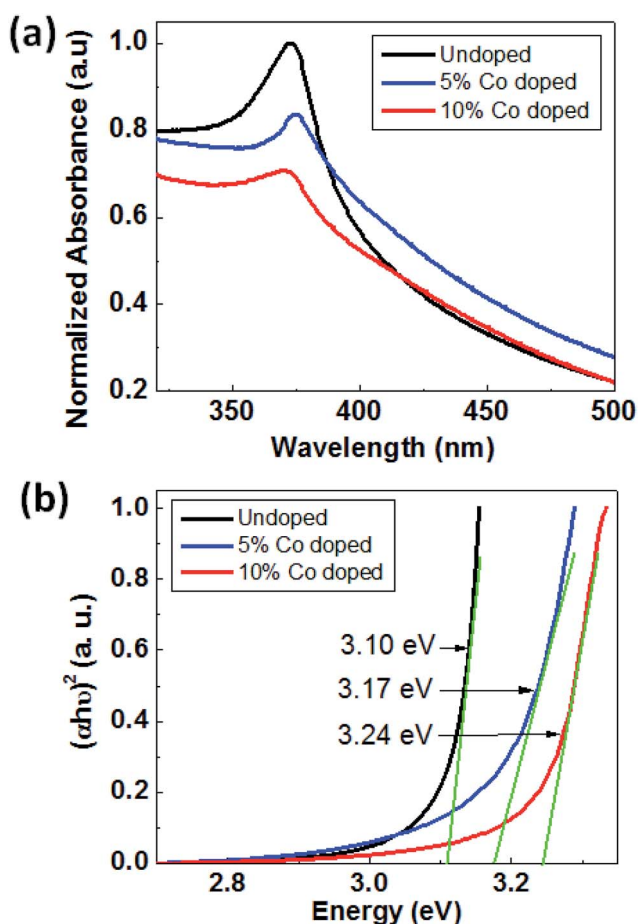 (a)
Normalized Absorbance (a.u)
1.0
0.8
0.6
0.4
0.2
Undoped
5% Co doped
10% Co doped
350 400 450 500
Wavelength (nm)
(b)
(αhυ)² (a. u.)
1.0
0.8
0.6
0.4
0.2
0.0
Undoped
5% Co doped
10% Co doped
3.10 eV
3.17 eV
3.24 eV
2.8 3.0 3.2
Energy (eV)